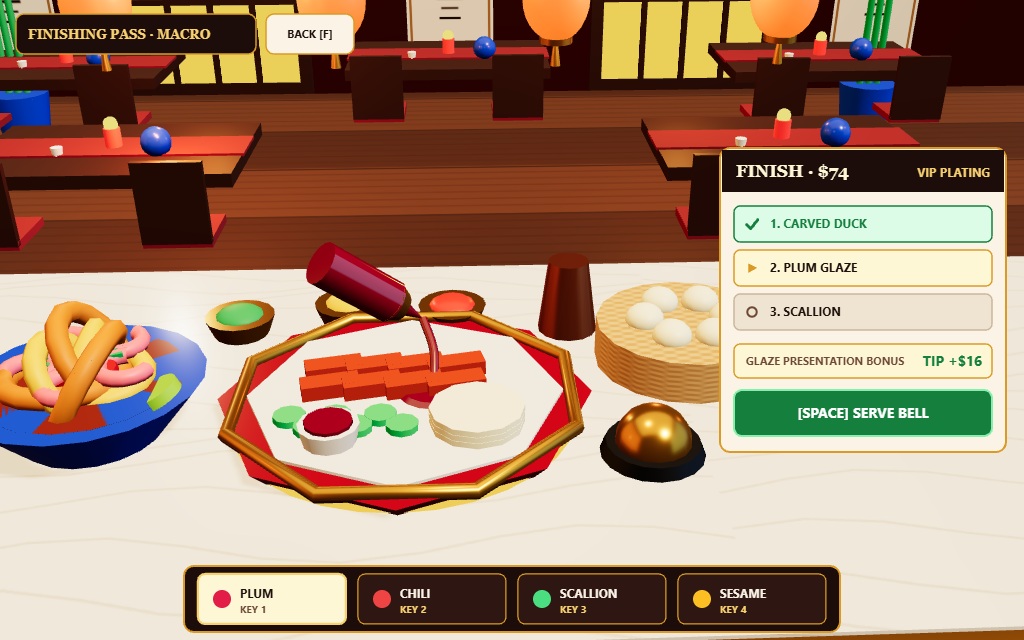 FINISHING PASS · MACRO
BACK [F]
FINISH · $74
VIP PLATING
1. CARVED DUCK
2. PLUM GLAZE
3. SCALLION
GLAZE PRESENTATION BONUS
TIP +$16
[SPACE] SERVE BELL
PLUM
KEY 1
CHILI
KEY 2
SCALLION
KEY 3
SESAME
KEY 4